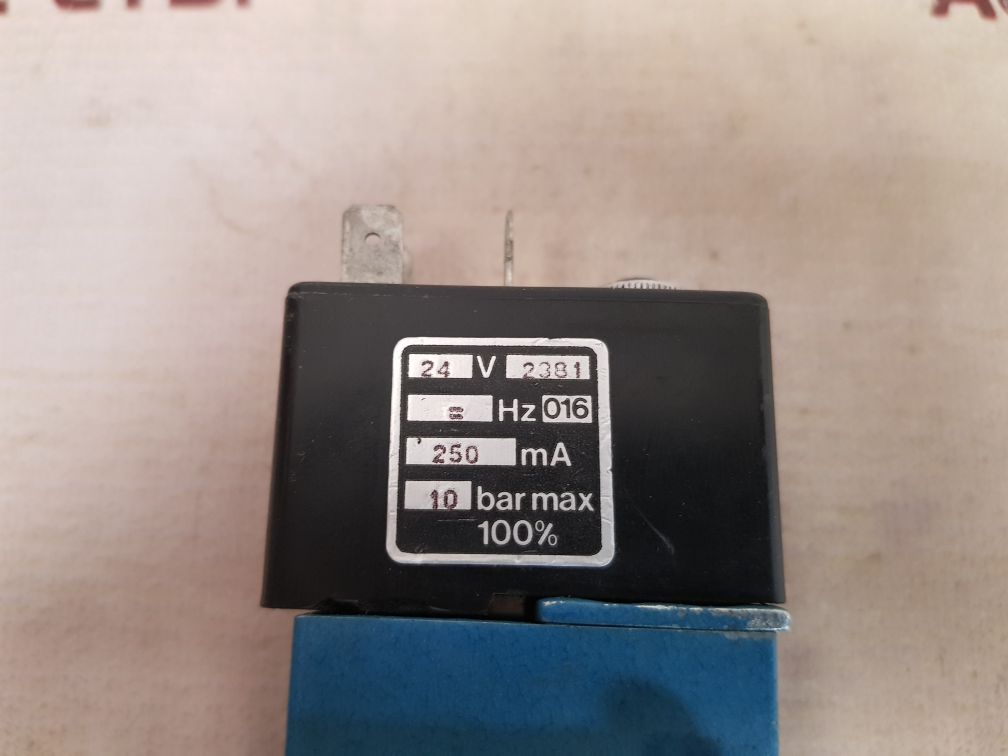 24 V 2381
= Hz 016
250 mA
10 bar max
100%